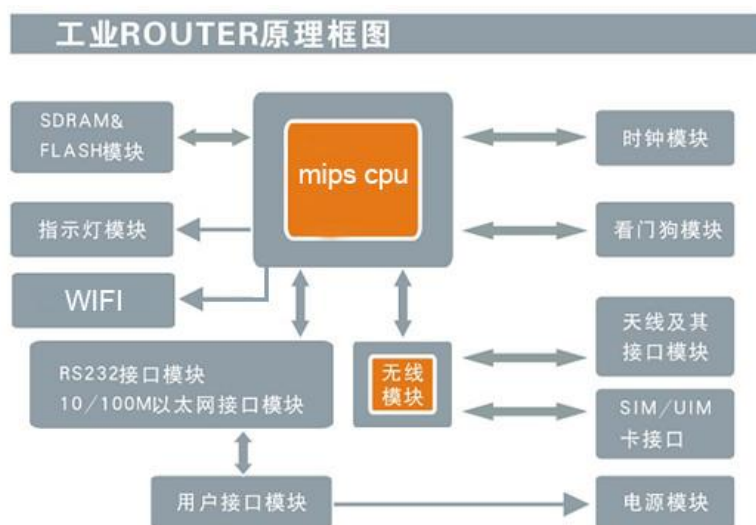 工业ROUTER原理框图
SDRAM&
FLASH模块
mips cpu
时钟模块
指示灯模块
看门狗模块
WIFI
天线及其
接口模块
RS232接口模块
10/100M以太网接口模块
无线
模块
SIM/UIM
卡接口
用户接口模块
电源模块